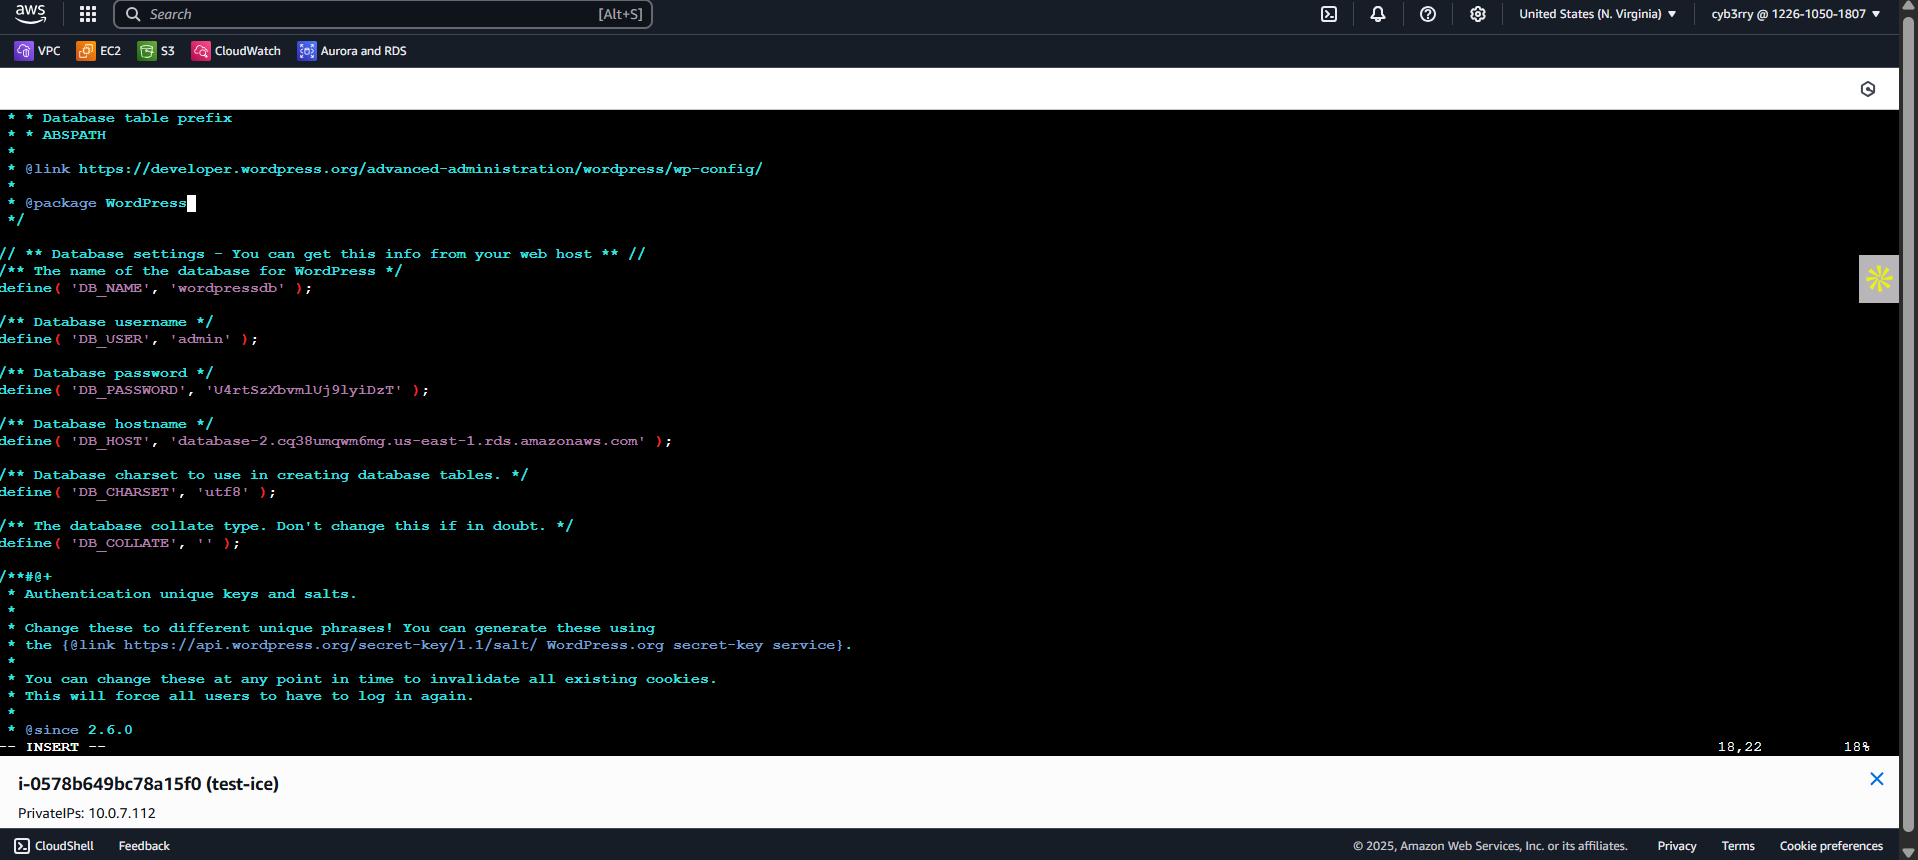 aws
Search [Alt+S]
United States (N. Virginia)
cyb3rry @ 1226-1050-1807
VPC EC2 S3 CloudWatch Aurora and RDS
* * Database table prefix
* * ABSPATH
*
* @link https://developer.wordpress.org/advanced-administration/wordpress/wp-config/
*
* @package WordPress
*/
// ** Database settings - You can get this info from your web host ** //
/** The name of the database for WordPress */
define( 'DB_NAME', 'wordpressdb' );
/** Database username */
define( 'DB_USER', 'admin' );
/** Database password */
define( 'DB_PASSWORD', 'U4rtSzXbvmlUj9lyiDzT' );
/** Database hostname */
define( 'DB_HOST', 'database-2.cq38umqwm6mg.us-east-1.rds.amazonaws.com' );
/** Database charset to use in creating database tables. */
define( 'DB_CHARSET', 'utf8' );
/** The database collate type. Don't change this if in doubt. */
define( 'DB_COLLATE', '' );
/**#@+
* Authentication unique keys and salts.
*
* Change these to different unique phrases! You can generate these using
* the {@link https://api.wordpress.org/secret-key/1.1/salt/ WordPress.org secret-key service}.
*
* You can change these at any point in time to invalidate all existing cookies.
* This will force all users to have to log in again.
*
* @since 2.6.0
-- INSERT -- 18,22 18%
i-0578b649bc78a15f0 (test-ice)
PrivateIPs: 10.0.7.112
CloudShell Feedback © 2025, Amazon Web Services, Inc. or its affiliates. Privacy Terms Cookie preferences